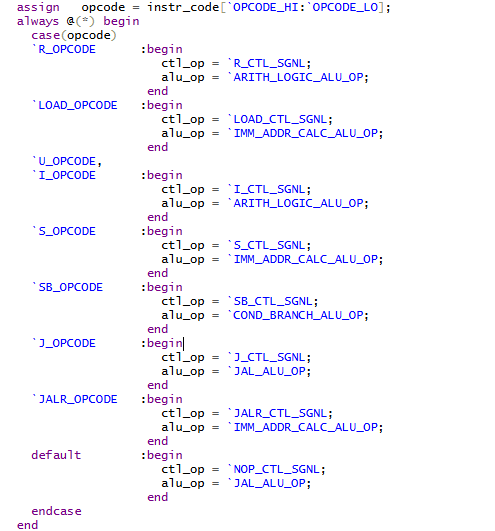 assign   opcode = instr_code[`OPCODE_HI:`OPCODE_LO];
always @(*) begin
  case(opcode)
  `R_OPCODE      :begin
                    ctl_op = `R_CTL_SGNL;
                    alu_op = `ARITH_LOGIC_ALU_OP;
                  end
  `LOAD_OPCODE   :begin
                    ctl_op = `LOAD_CTL_SGNL;
                    alu_op = `IMM_ADDR_CALC_ALU_OP;
                  end
  `U_OPCODE,
  `I_OPCODE      :begin
                    ctl_op = `I_CTL_SGNL;
                    alu_op = `ARITH_LOGIC_ALU_OP;
                  end
  `S_OPCODE      :begin
                    ctl_op = `S_CTL_SGNL;
                    alu_op = `IMM_ADDR_CALC_ALU_OP;
                  end
  `SB_OPCODE     :begin
                    ctl_op = `SB_CTL_SGNL;
                    alu_op = `COND_BRANCH_ALU_OP;
                  end
  `J_OPCODE      :begin
                    ctl_op = `J_CTL_SGNL;
                    alu_op = `JAL_ALU_OP;
                  end
  `JALR_OPCODE   :begin
                    ctl_op = `JALR_CTL_SGNL;
                    alu_op = `IMM_ADDR_CALC_ALU_OP;
                  end
  default        :begin
                    ctl_op = `NOP_CTL_SGNL;
                    alu_op = `JAL_ALU_OP;
                  end
  endcase
end